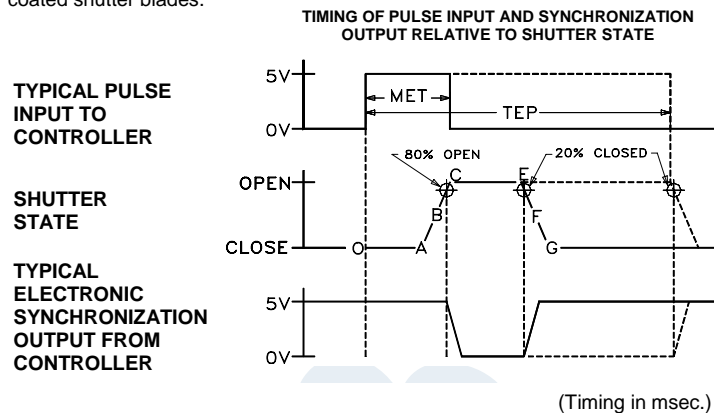 coated shutter blades.
TIMING OF PULSE INPUT AND SYNCHRONIZATION
OUTPUT RELATIVE TO SHUTTER STATE
TYPICAL PULSE
INPUT TO
CONTROLLER
5V
0V
MET
TEP
SHUTTER
STATE
OPEN
CLOSE
80% OPEN
20% CLOSED
O
A
B
C
E
F
G
TYPICAL
ELECTRONIC
SYNCHRONIZATION
OUTPUT FROM
CONTROLLER
5V
0V
(Timing in msec.)